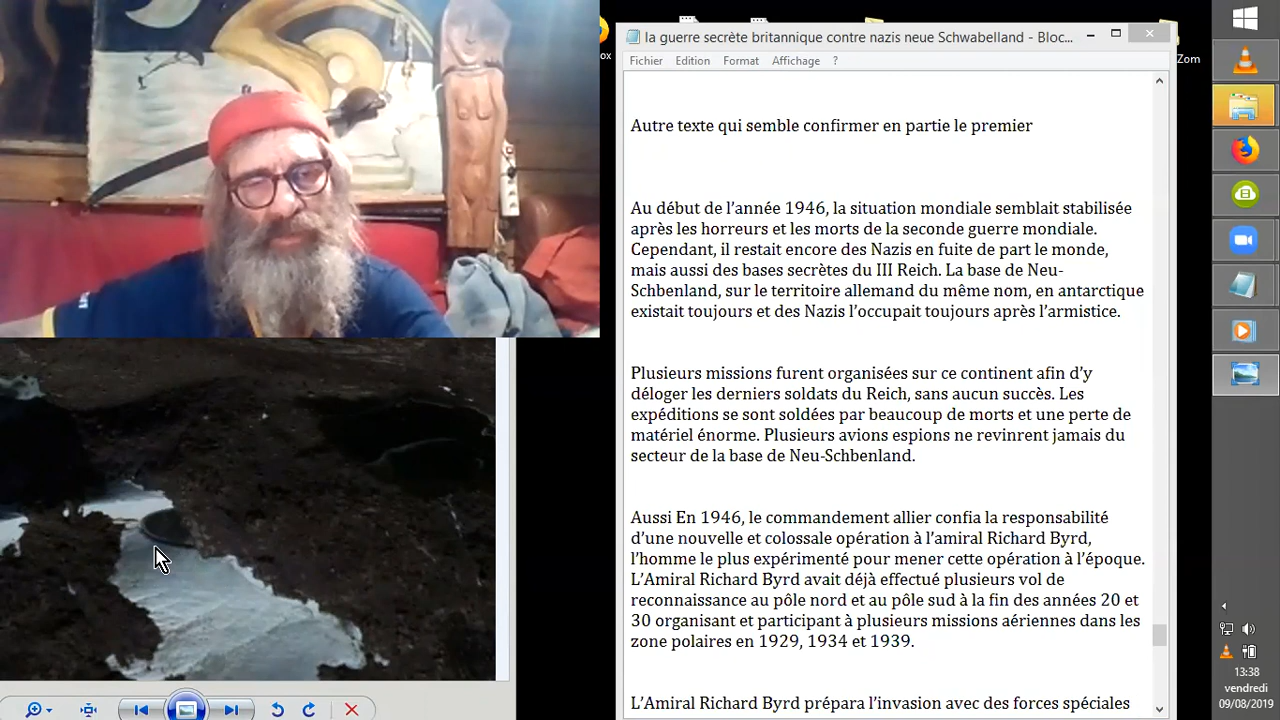 la guerre secrète britannique contre nazis neue Schwabelland - Bloc...
ox
Zom
Fichier Edition Format Affichage ?
Autre texte qui semble confirmer en partie le premier
Au début de l’année 1946, la situation mondiale semblait stabilisée
après les horreurs et les morts de la seconde guerre mondiale.
Cependant, il restait encore des Nazis en fuite de part le monde,
mais aussi des bases secrètes du III Reich. La base de Neu-
Schbenland, sur le territoire allemand du même nom, en antarctique
existait toujours et des Nazis l’occupait toujours après l’armistice.
Plusieurs missions furent organisées sur ce continent afin d’y
déloger les derniers soldats du Reich, sans aucun succès. Les
expéditions se sont soldées par beaucoup de morts et une perte de
matériel énorme. Plusieurs avions espions ne revinrent jamais du
secteur de la base de Neu-Schbenland.
Aussi En 1946, le commandement allier confia la responsabilité
d’une nouvelle et colossale opération à l’amiral Richard Byrd,
l’homme le plus expérimenté pour mener cette opération à l’époque.
L’Amiral Richard Byrd avait déjà effectué plusieurs vol de
reconnaissance au pôle nord et au pôle sud à la fin des années 20 et
30 organisant et participant à plusieurs missions aériennes dans les
zone polaires en 1929, 1934 et 1939.
L’Amiral Richard Byrd prépara l’invasion avec des forces spéciales
13:38
vendredi
09/08/2019